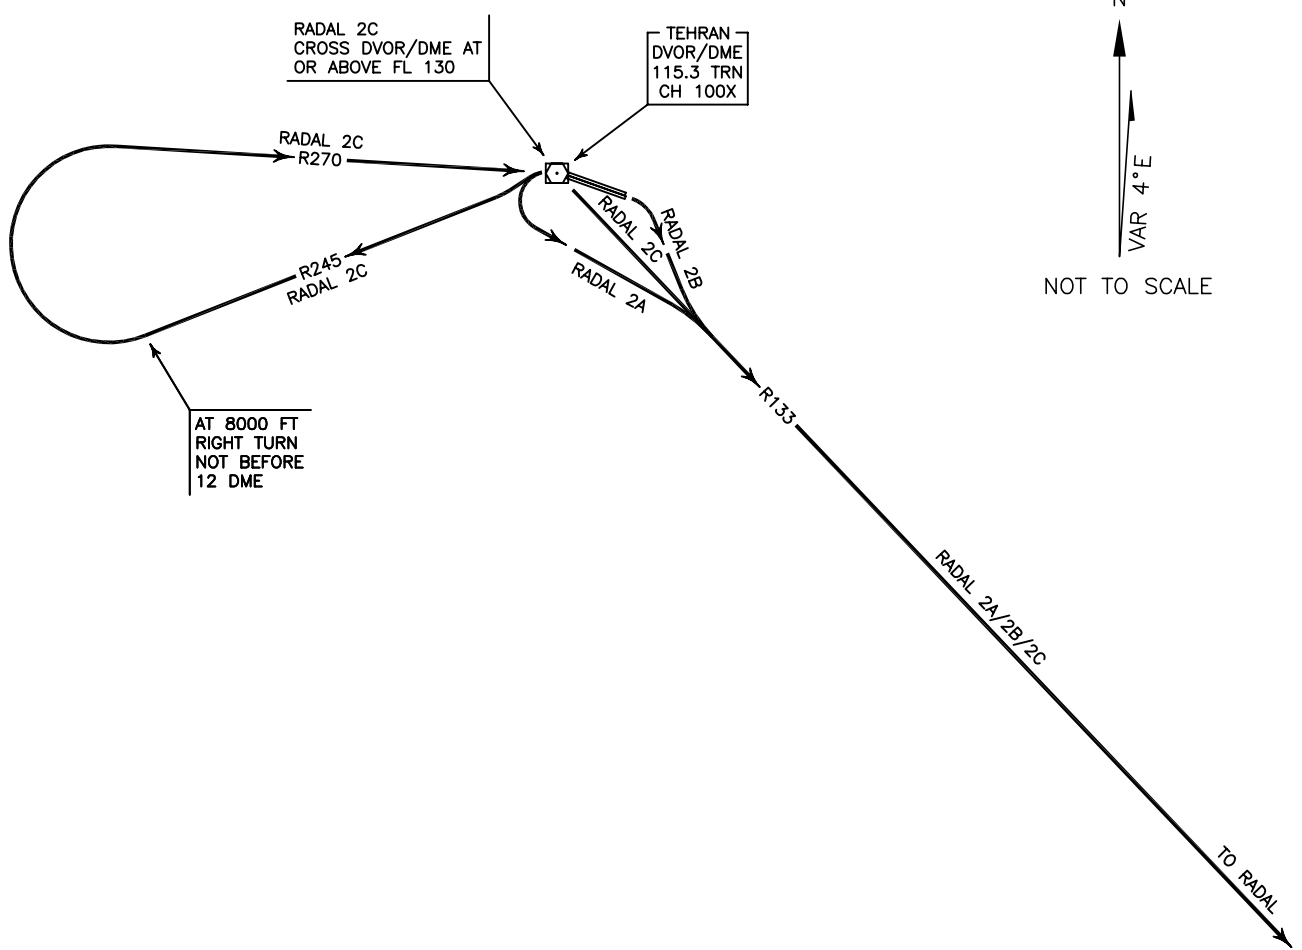 N
RADAL 2C
CROSS DVOR/DME AT
OR ABOVE FL 130
TEHRAN
DVOR/DME
115.3 TRN
CH 100X
RADAL 2C
R270
VAR 4°E
NOT TO SCALE
RADAL 2C
RADAL 2B
R245
RADAL 2C
RADAL 2A
R133
AT 8000 FT
RIGHT TURN
NOT BEFORE
12 DME
RADAL 2A/2B/2C
TO RADAL